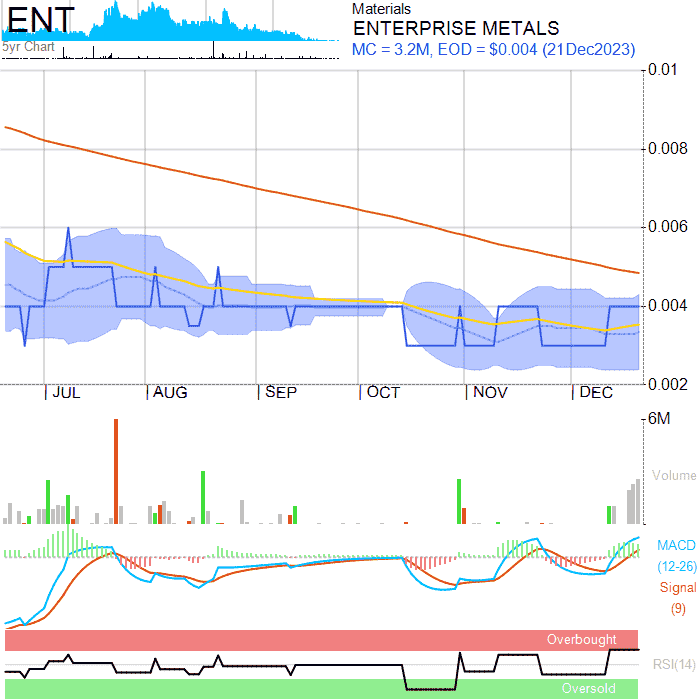 ENT
5yr Chart
Materials
ENTERPRISE METALS
MC = 3.2M, EOD = $0.004 (21Dec2023)
0.01
0.008
0.006
0.004
0.002
JUL AUG SEP OCT NOV DEC
6M
Volume
MACD
(12-26)
Signal
(9)
Overbought
RSI(14)
Oversold